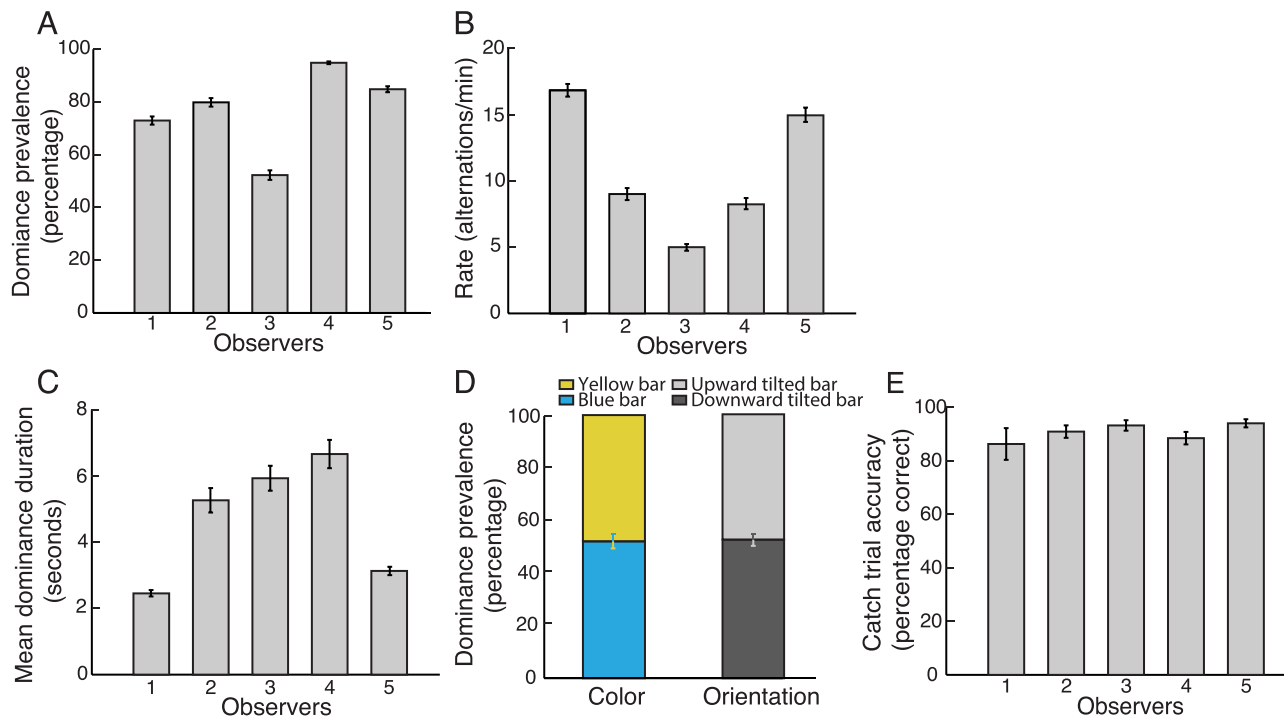 A
Domiance prevalence
(percentage)
100
80
60
40
20
0
1 2 3 4 5
Observers
B
Rate (alternations/min)
20
15
10
5
0
1 2 3 4 5
Observers
C
Mean dominance duration
(seconds)
8
6
4
2
0
1 2 3 4 5
Observers
D
Yellow bar Upward tilted bar
Blue bar Downward tilted bar
Dominance prevalence
(percentage)
100
80
60
40
20
0
Color Orientation
E
Catch trial accuracy
(percentage correct)
100
80
60
40
20
0
1 2 3 4 5
Observers